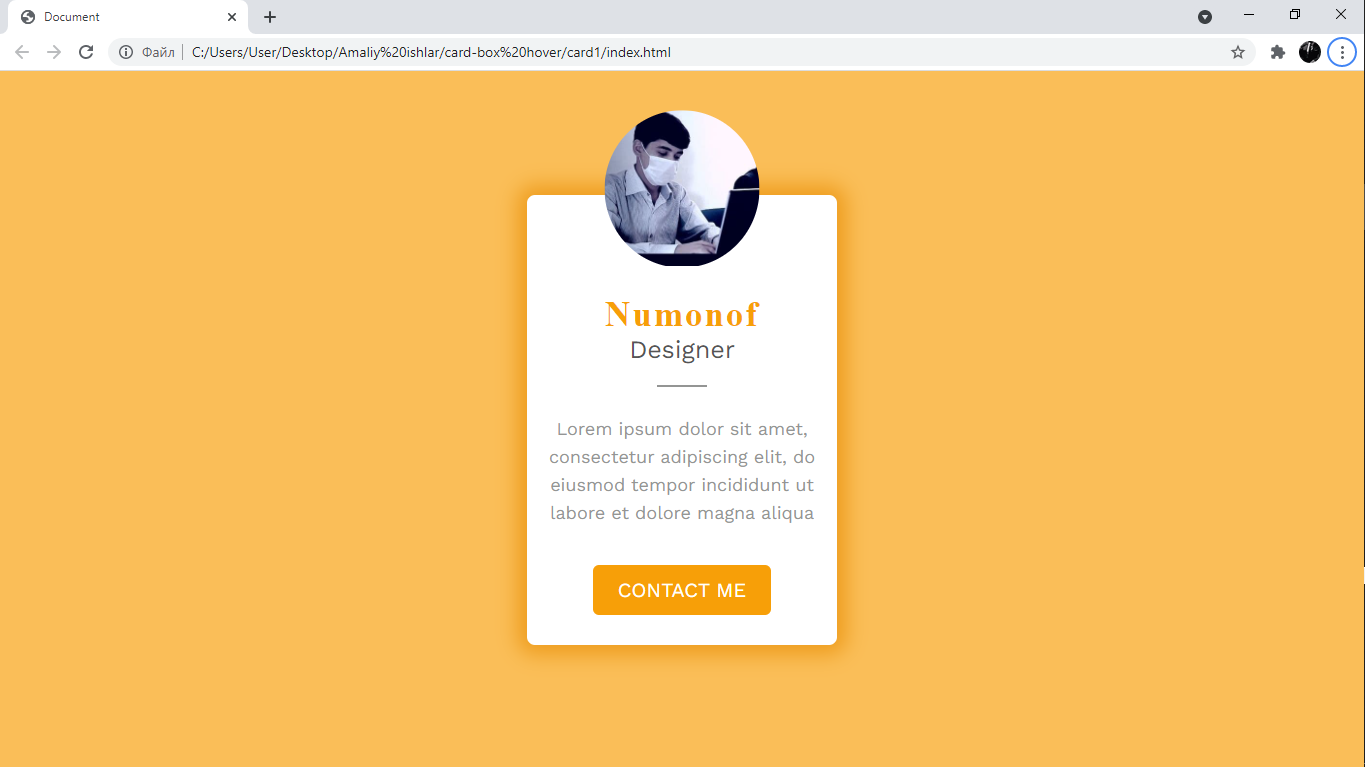 Document
Файл
C:/Users/User/Desktop/Amaliy%20ishlar/card-box%20hover/card1/index.html
Numonof
Designer
Lorem ipsum dolor sit amet,
consectetur adipiscing elit, do
eiusmod tempor incididunt ut
labore et dolore magna aliqua
CONTACT ME